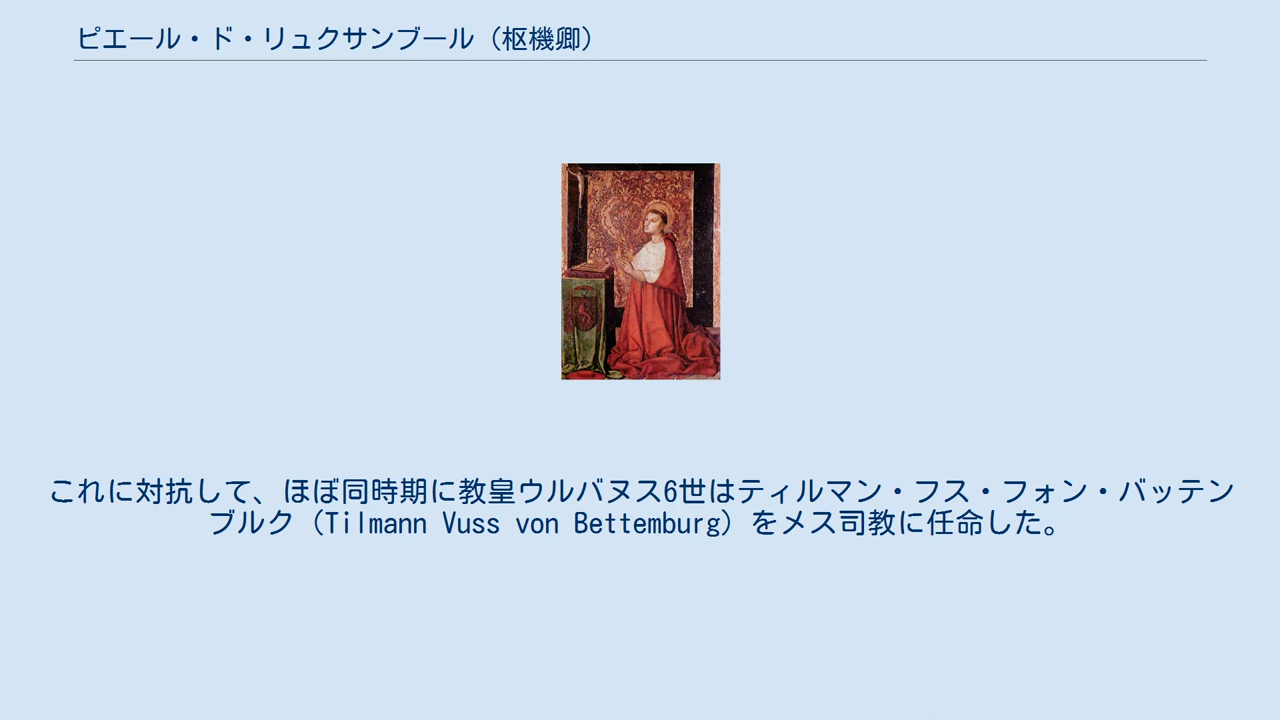 ピエール・ド・リュクサンブール（枢機卿）
これに対抗して、ほぼ同時期に教皇ウルバヌス6世はティルマン・フス・フォン・バッテン
ブルク（Tilmann Vuss von Bettemburg）をメス司教に任命した。